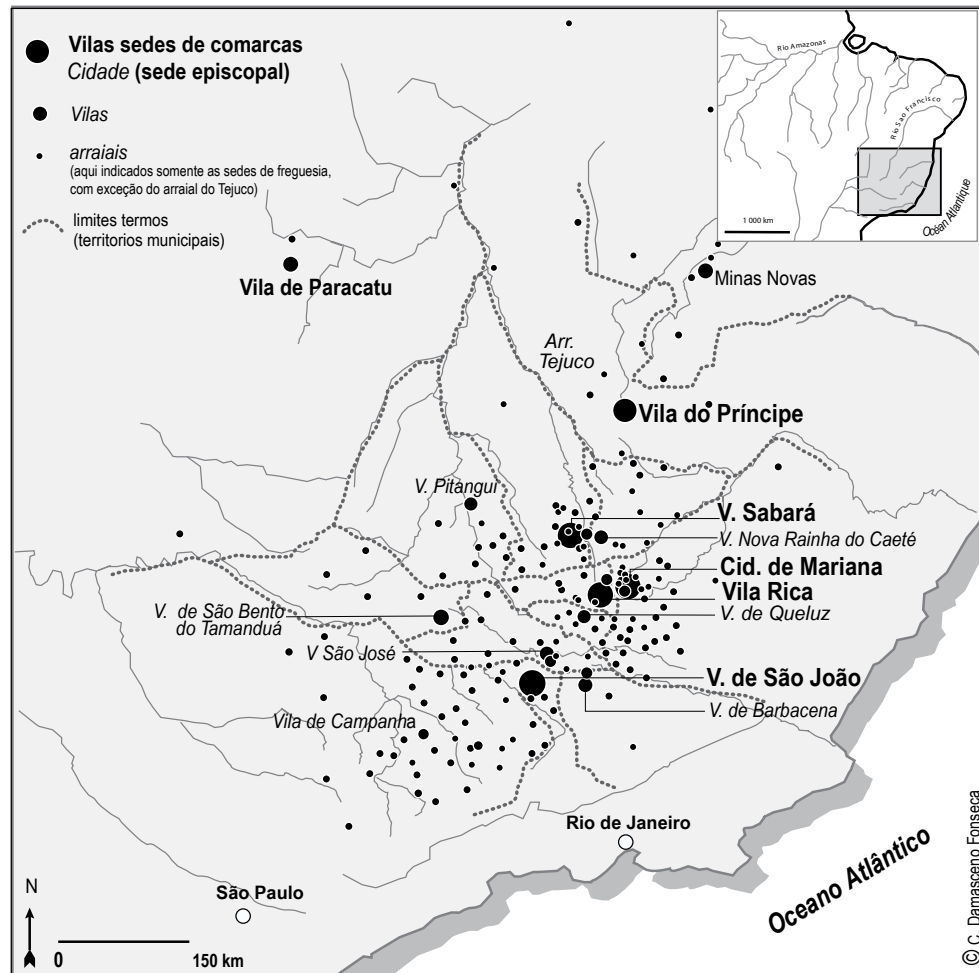 Vilas sedes de comarcas
Cidade (sede episcopal)
Vilas
arraiais
(aqui indicados somente as sedes de freguesia,
com exceção do arraial do Tejuco)
limites termos
(territorios municipais)
Rio Amazonas
Rio Sao Francisco
1 000 km
Océan Atlantique
Vila de Paracatu
Minas Novas
Arr.
Tejuco
Vila do Príncipe
V. Pitangui
V. Sabará
V. Nova Rainha do Caeté
Cid. de Mariana
Vila Rica
V. de Queluz
V. de São Bento
do Tamanduá
V São José
V. de São João
V. de Barbacena
Vila de Campanha
Rio de Janeiro
São Paulo
Oceano Atlântico
N
0 150 km
© C. Damasceno Fonseca